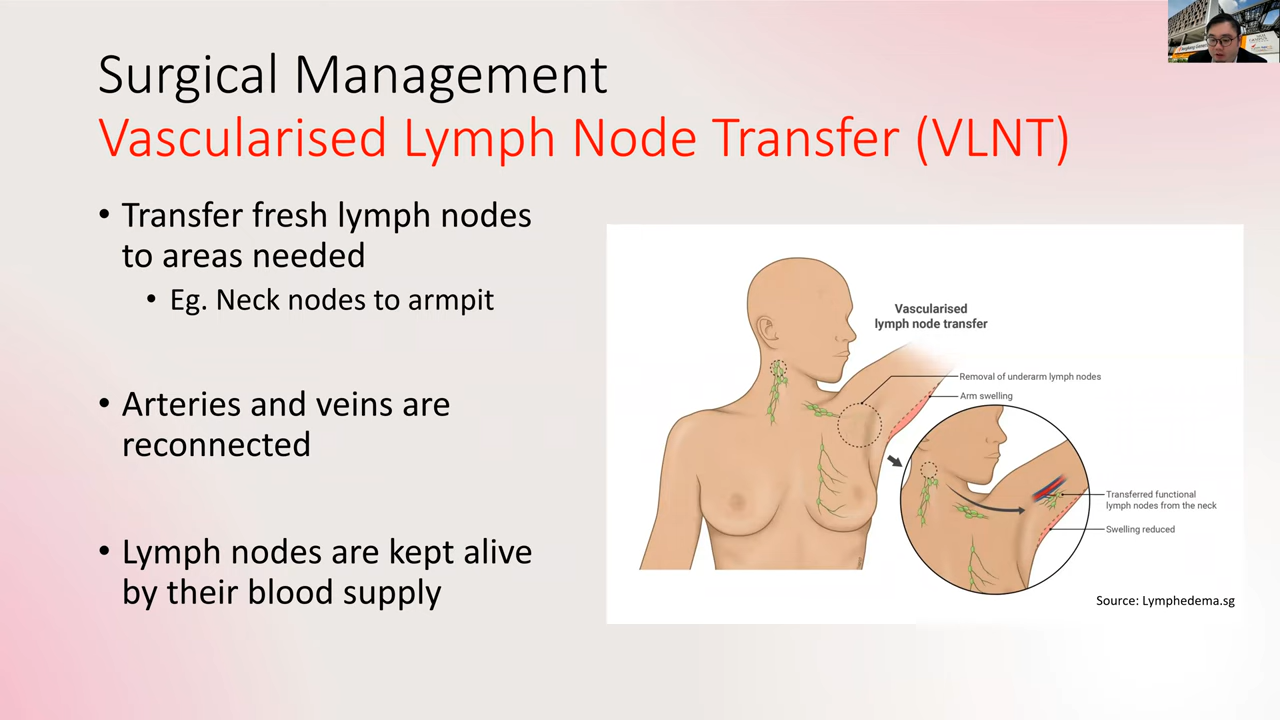 Surgical Management
Vascularised Lymph Node Transfer (VLNT)
• Transfer fresh lymph nodes
to areas needed
• Eg. Neck nodes to armpit
• Arteries and veins are
reconnected
• Lymph nodes are kept alive
by their blood supply
Vascularised
lymph node transfer
Removal of underarm lymph nodes
Arm swelling
Transferred functional
lymph nodes from the neck
Swelling reduced
Source: Lymphedema.sg